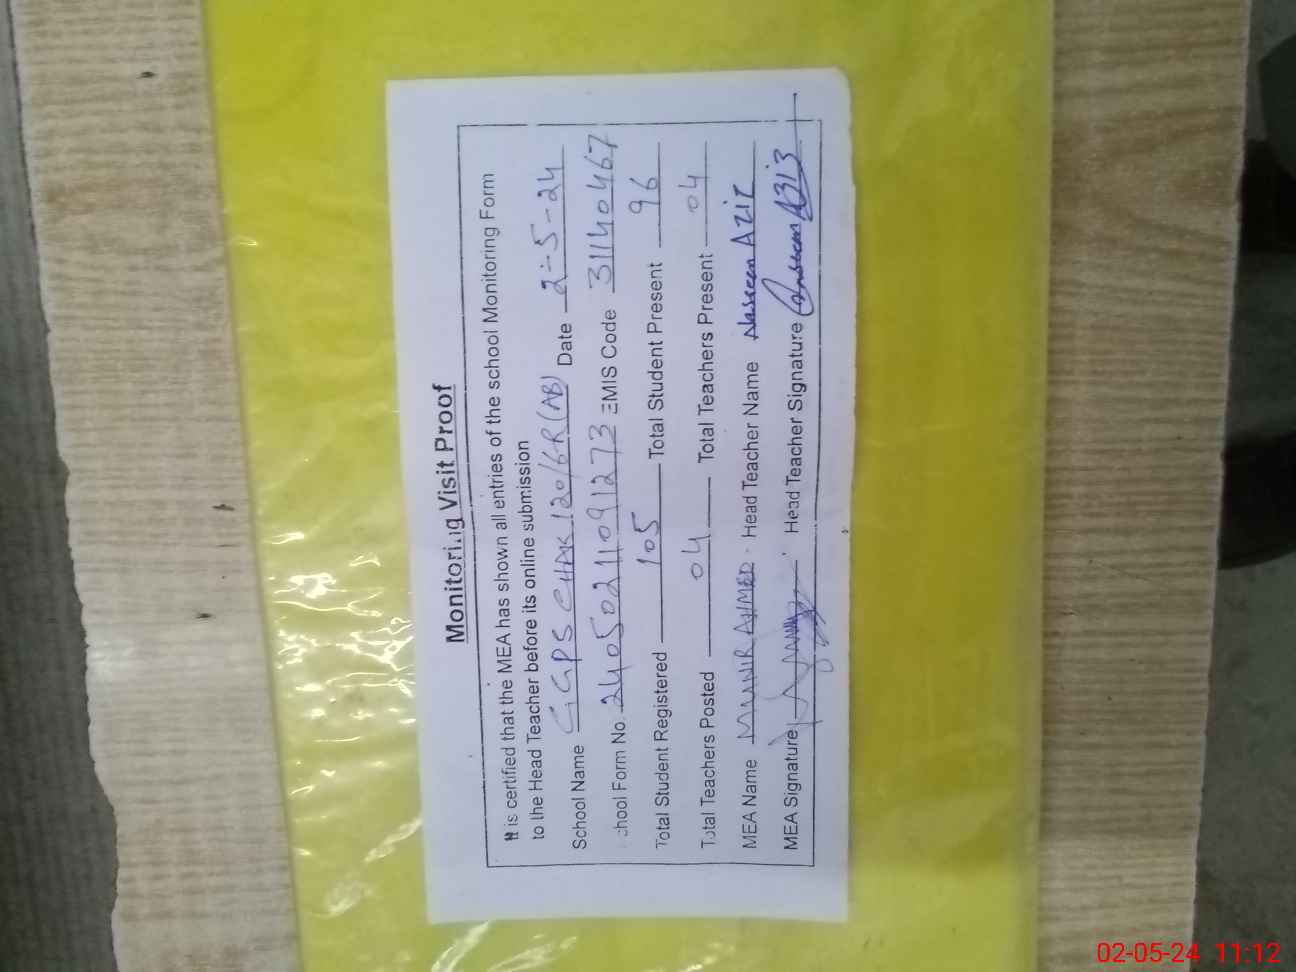 Monitoring Visit Proof
It is certified that the MEA has shown all entries of the school Monitoring Form
to the Head Teacher before its online submission
School Name GGPS CHAK 120/6R(AB) Date 2-5-24
chool Form No. 24050211091273 EMIS Code 31140467
Total Student Registered 105 Total Student Present 96
Total Teachers Posted 04 Total Teachers Present 04
MEA Name MUNIR AHMED. Head Teacher Name Nasreen AZIZ
MEA Signature Head Teacher Signature
02-05-24 11:12